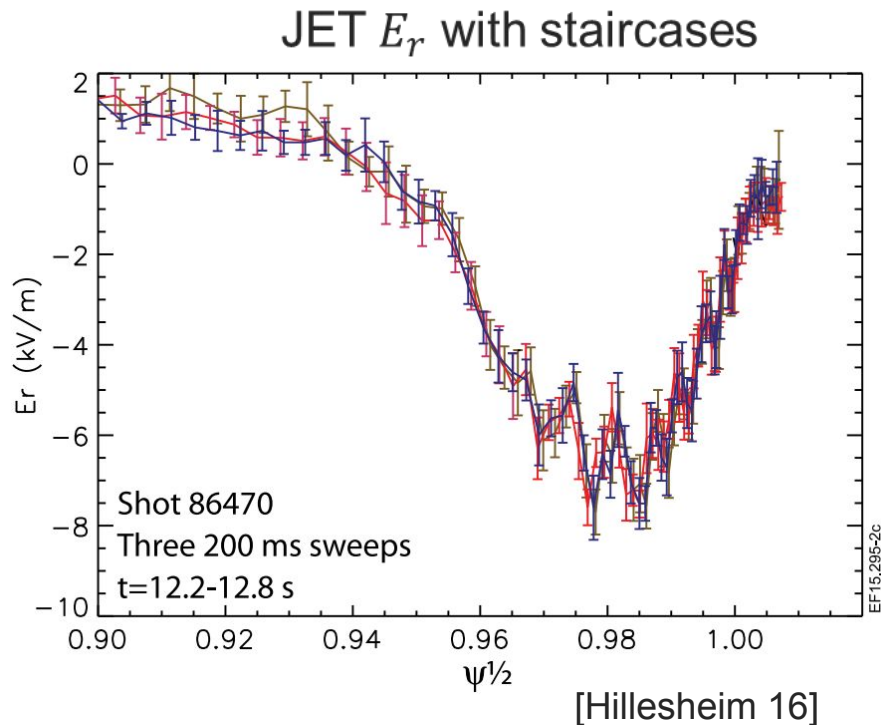 JET E_r with staircases
2
0
−2
−4
−6
−8
−10
Er (kV/m)
Shot 86470
Three 200 ms sweeps
t=12.2-12.8 s
0.90 0.92 0.94 0.96 0.98 1.00
ψ½
EF15.295-2c
[Hillesheim 16]